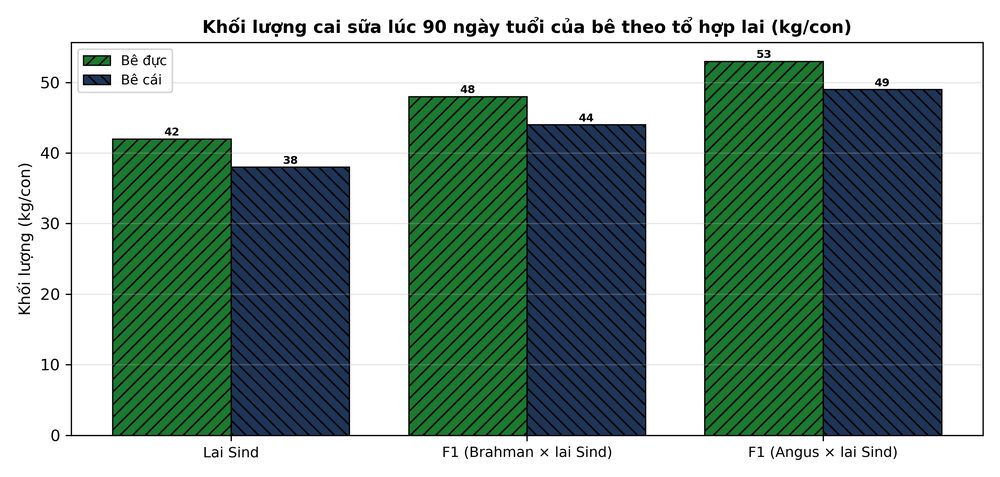 Khối lượng cai sữa lúc 90 ngày tuổi của bê theo tổ hợp lai (kg/con)
Bê đực
Bê cái
Khối lượng (kg/con)
50
40
30
20
10
0
42
38
48
44
53
49
Lai Sind
F1 (Brahman × lai Sind)
F1 (Angus × lai Sind)